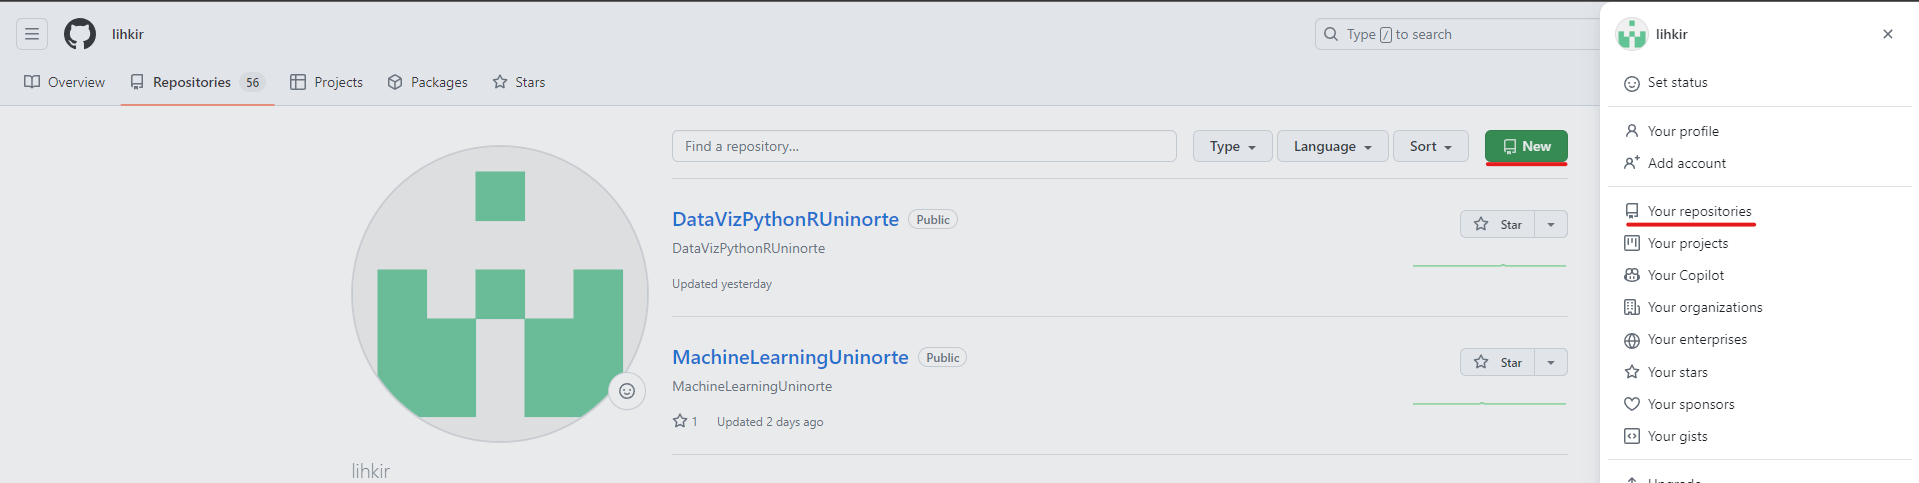 lihkir
Type / to search
Overview
Repositories 56
Projects
Packages
Stars
Find a repository...
Type
Language
Sort
New
DataVizPythonRUninorte Public
DataVizPythonRUninorte
Updated yesterday
Star
MachineLearningUninorte Public
MachineLearningUninorte
1 Updated 2 days ago
Star
lihkir
lihkir
Set status
Your profile
Add account
Your repositories
Your projects
Your Copilot
Your organizations
Your enterprises
Your stars
Your sponsors
Your gists
Upgrade